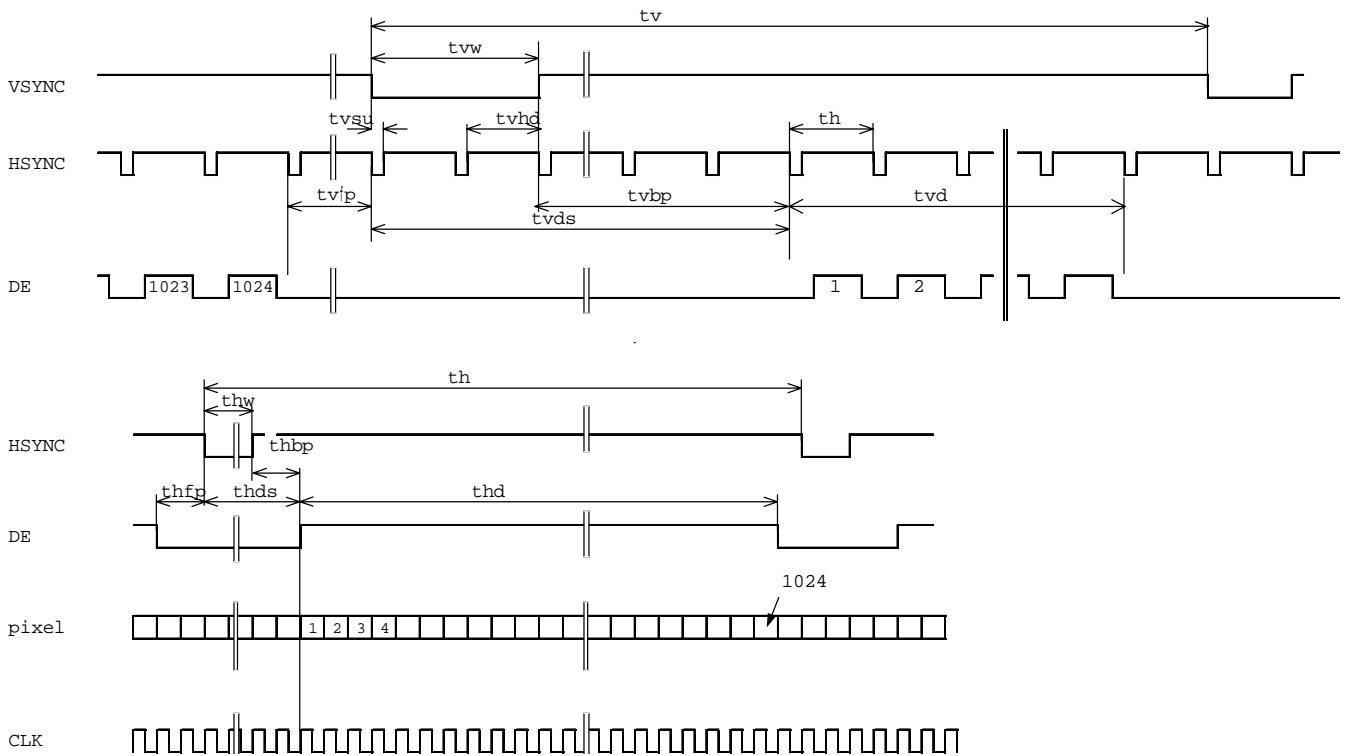 tv
tvw
VSYNC
tvsu
tvhd
th
HSYNC
tvfp
tvbp
tvd
tvds
DE
1023
1024
1
2
th
thw
HSYNC
thbp
thfp
thds
thd
DE
1024
pixel
1 2 3 4
CLK